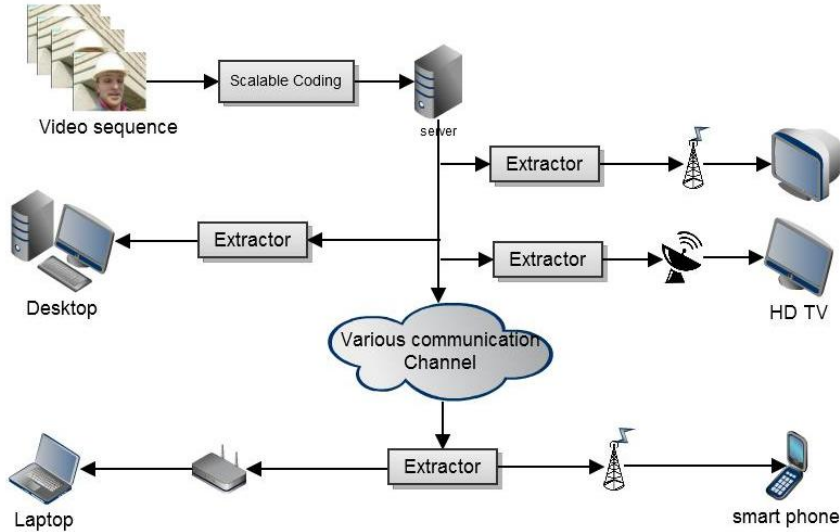 Scalable Coding
Video sequence
server
Extractor
Extractor
Extractor
Desktop
HD TV
Various communication
Channel
Extractor
Laptop
smart phone